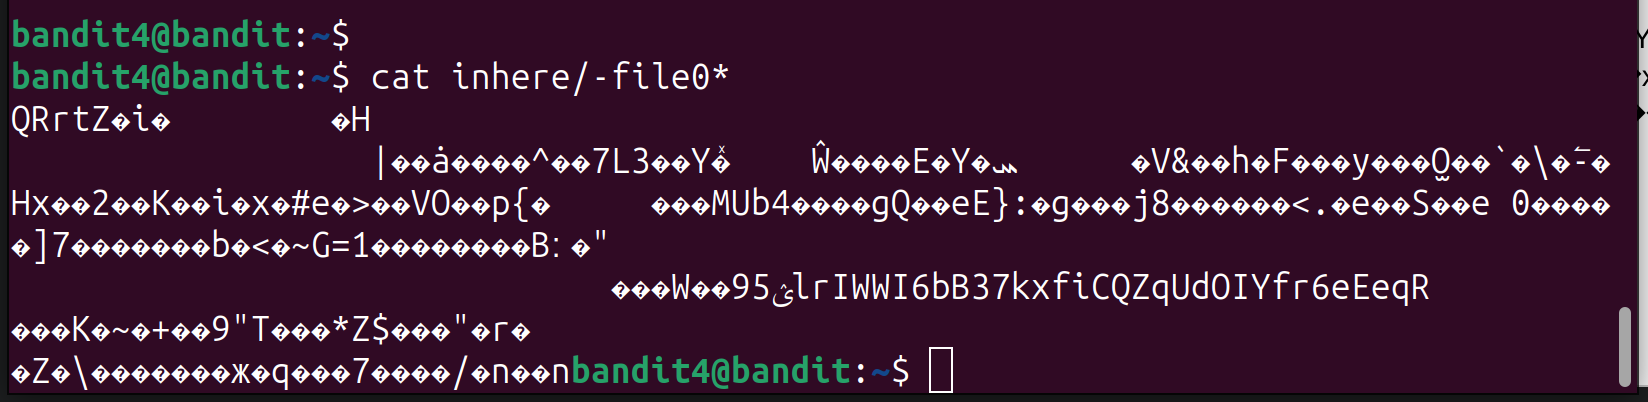 bandit4@bandit:~$
bandit4@bandit:~$ cat inhere/-file0*
QRrtZ�i� �H
|��ȧ����^��7L3��Y�ͯ Ŵ����E�Y� �V&��h�F���y���Q̼��`�\�-�
Hx��2��K��i�x�#e�>��VO��p{� ���MUb4����gQ��eE}:�g���j8������<.�e��S��e 0����
�]7�������b�<�~G=1��������B: �"
���W��95ؽlrIWWI6bB37kxfiCQZqUdOIYfr6eEeqR
���K�~�+��9"T���*Z$���"�r�
�Z�\�������ж�q���7����/�n��nbandit4@bandit:~$